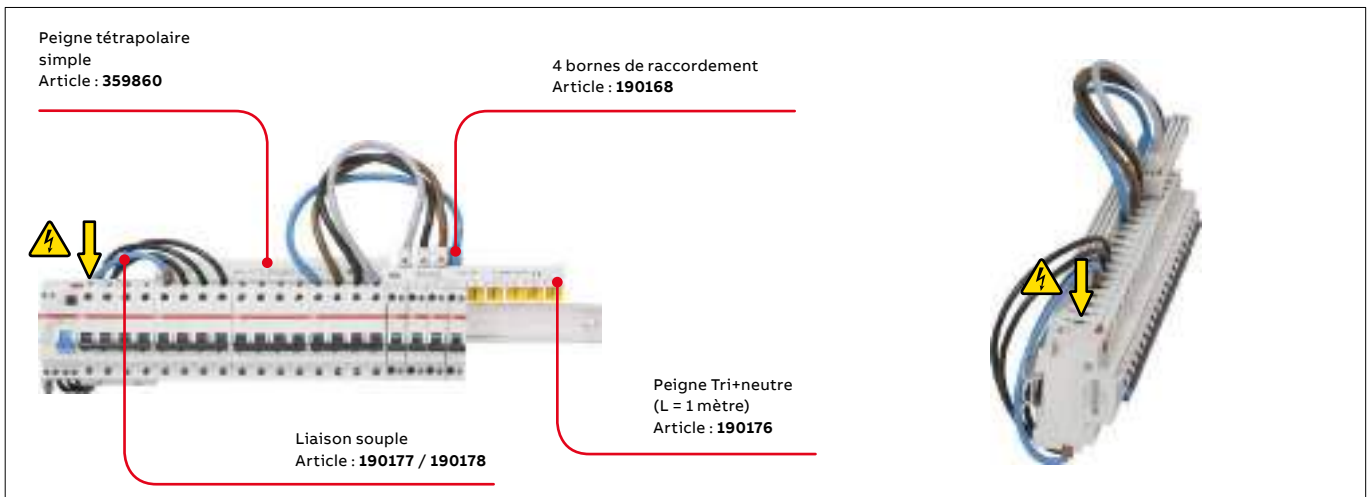 Peigne tétrapolaire
simple
Article : 359860
4 bornes de raccordement
Article : 190168
Peigne Tri+neutre
(L = 1 mètre)
Article : 190176
Liaison souple
Article : 190177 / 190178